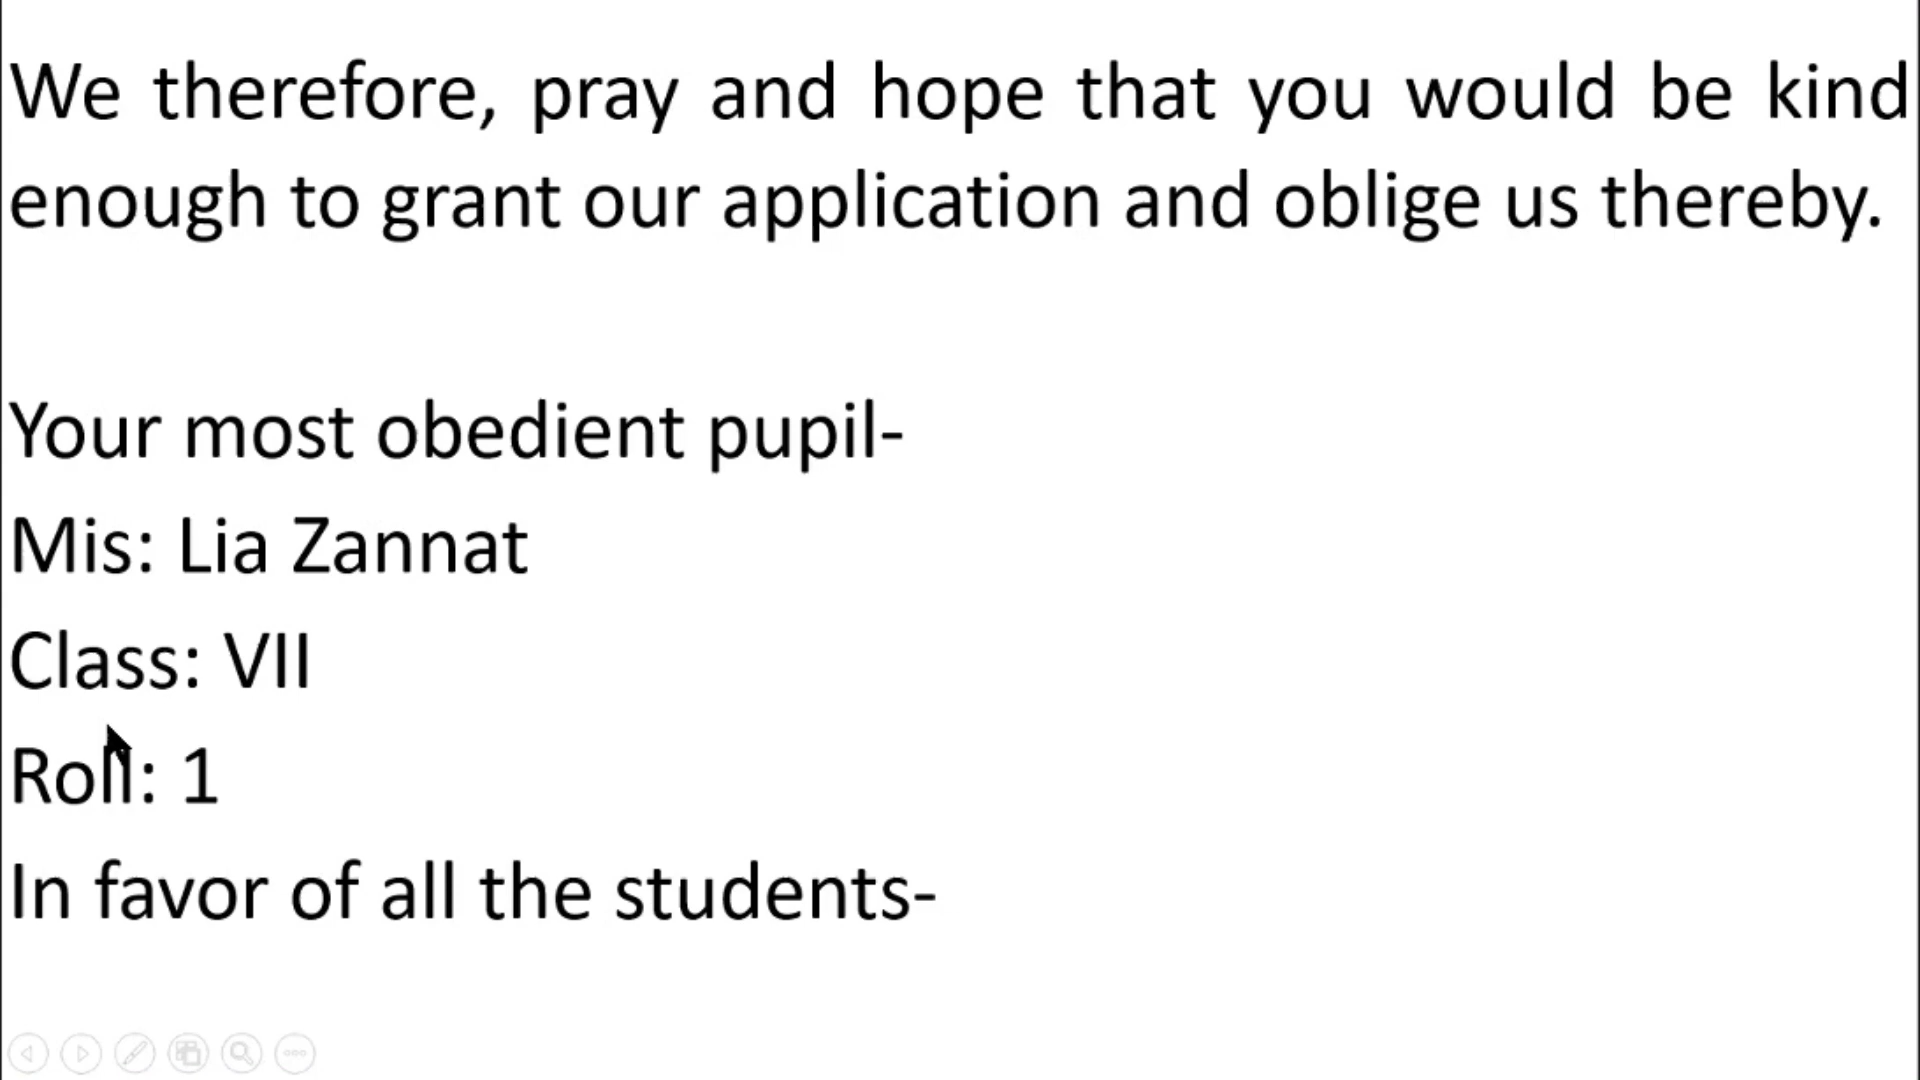 We therefore, pray and hope that you would be kind
enough to grant our application and oblige us thereby.
Your most obedient pupil-
Mis: Lia Zannat
Class: VII
Roll: 1
In favor of all the students-